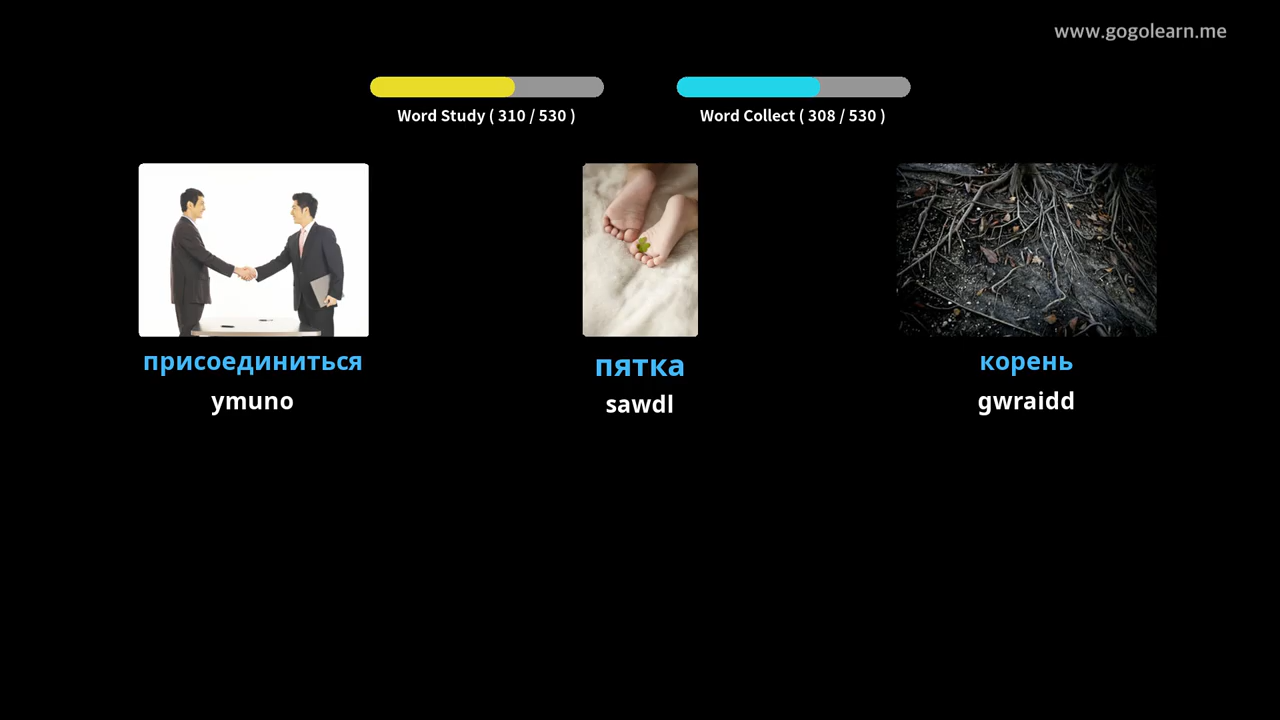 www.gogolearn.me
Word Study ( 310 / 530 )
Word Collect ( 308 / 530 )
присоединиться
пятка
корень
ymuno
sawdl
gwraidd